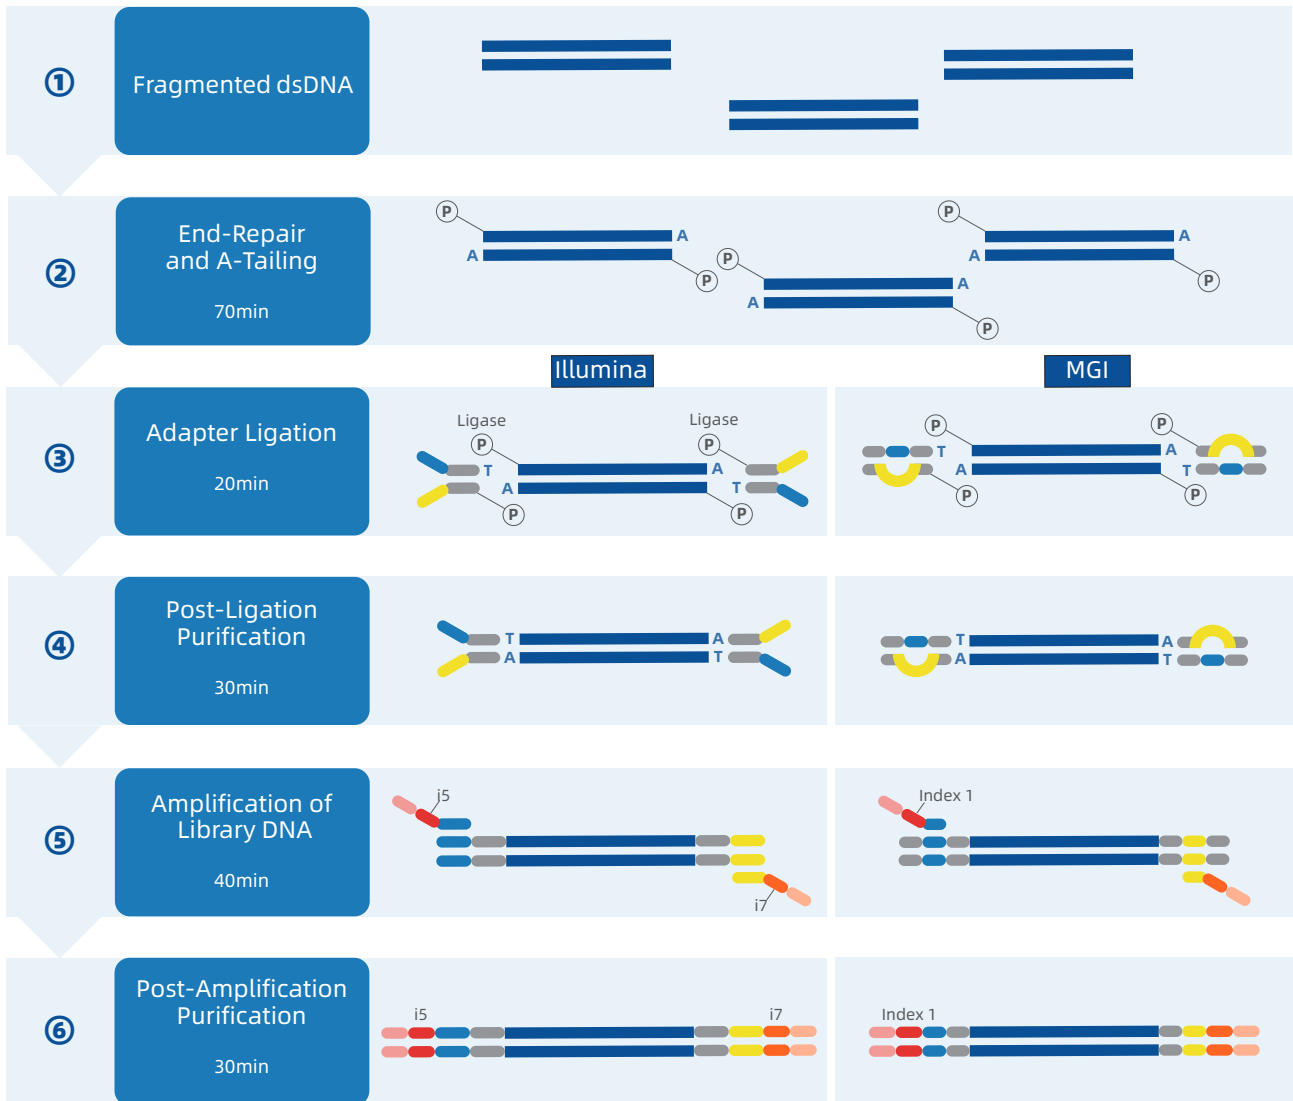 ①
Fragmented dsDNA
②
End-Repair
and A-Tailing
70min
P
A
A
P
P
A
A
P
P
A
A
P
Illumina
MGI
③
Adapter Ligation
20min
Ligase
P
T
A
P
Ligase
P
A
T
P
P
T
A
P
P
A
T
P
④
Post-Ligation
Purification
30min
T
A
A
T
T
A
A
T
⑤
Amplification of
Library DNA
40min
i5
i7
Index 1
⑥
Post-Amplification
Purification
30min
i5
i7
Index 1